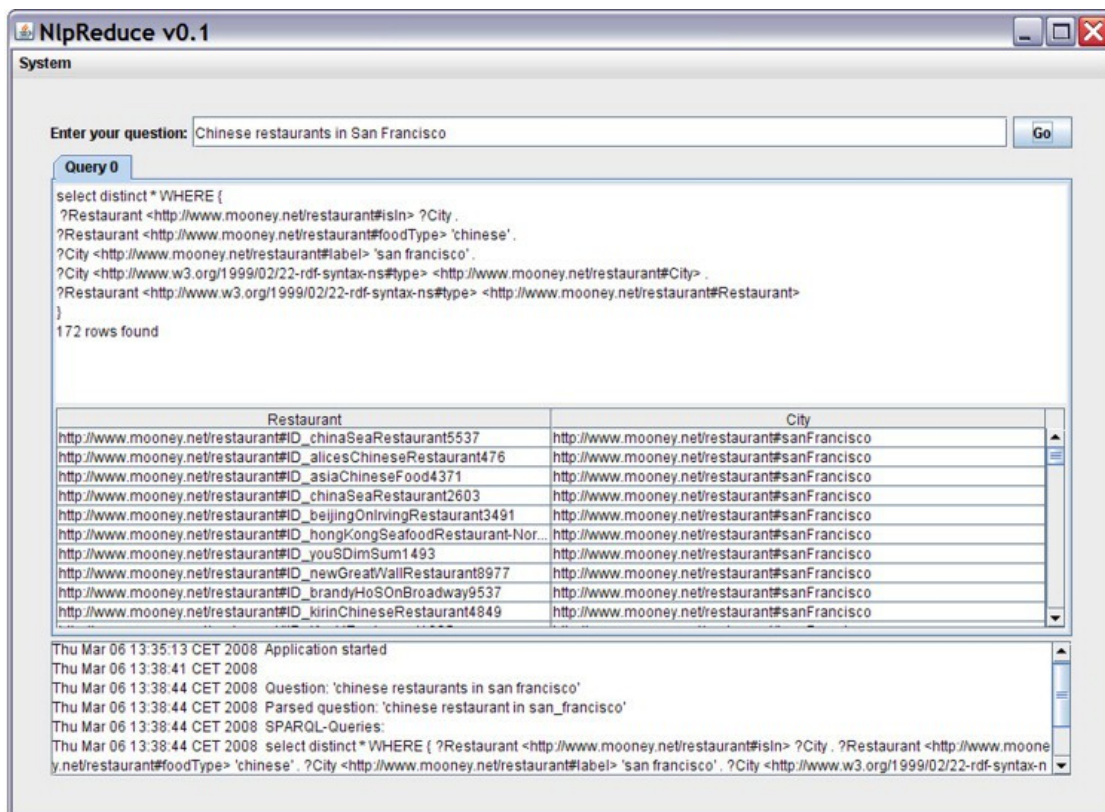 NlpReduce v0.1
System
Enter your question: Chinese restaurants in San Francisco Go
Query 0
select distinct * WHERE {
?Restaurant <http://www.mooney.net/restaurant#isIn> ?City .
?Restaurant <http://www.mooney.net/restaurant#foodType> 'chinese' .
?City <http://www.mooney.net/restaurant#label> 'san francisco' .
?City <http://www.w3.org/1999/02/22-rdf-syntax-ns#type> <http://www.mooney.net/restaurant#City> .
?Restaurant <http://www.w3.org/1999/02/22-rdf-syntax-ns#type> <http://www.mooney.net/restaurant#Restaurant>
}
172 rows found
Restaurant City
http://www.mooney.net/restaurant#ID_chinaSeaRestaurant5537 http://www.mooney.net/restaurant#sanFrancisco
http://www.mooney.net/restaurant#ID_alicesChineseRestaurant476 http://www.mooney.net/restaurant#sanFrancisco
http://www.mooney.net/restaurant#ID_asiaChineseFood4371 http://www.mooney.net/restaurant#sanFrancisco
http://www.mooney.net/restaurant#ID_chinaSeaRestaurant2603 http://www.mooney.net/restaurant#sanFrancisco
http://www.mooney.net/restaurant#ID_beijingOnIrvingRestaurant3491 http://www.mooney.net/restaurant#sanFrancisco
http://www.mooney.net/restaurant#ID_hongKongSeafoodRestaurant-Nor... http://www.mooney.net/restaurant#sanFrancisco
http://www.mooney.net/restaurant#ID_youSDimSum1493 http://www.mooney.net/restaurant#sanFrancisco
http://www.mooney.net/restaurant#ID_newGreatWallRestaurant8977 http://www.mooney.net/restaurant#sanFrancisco
http://www.mooney.net/restaurant#ID_brandyHoSOnBroadway9537 http://www.mooney.net/restaurant#sanFrancisco
http://www.mooney.net/restaurant#ID_kirinChineseRestaurant4849 http://www.mooney.net/restaurant#sanFrancisco
Thu Mar 06 13:35:13 CET 2008 Application started
Thu Mar 06 13:38:41 CET 2008
Thu Mar 06 13:38:44 CET 2008 Question: 'chinese restaurants in san francisco'
Thu Mar 06 13:38:44 CET 2008 Parsed question: 'chinese restaurant in san_francisco'
Thu Mar 06 13:38:44 CET 2008 SPARQL-Queries:
Thu Mar 06 13:38:44 CET 2008 select distinct * WHERE { ?Restaurant <http://www.mooney.net/restaurant#isIn> ?City . ?Restaurant <http://www.moone
y.net/restaurant#foodType> 'chinese' . ?City <http://www.mooney.net/restaurant#label> 'san francisco' . ?City <http://www.w3.org/1999/02/22-rdf-syntax-n